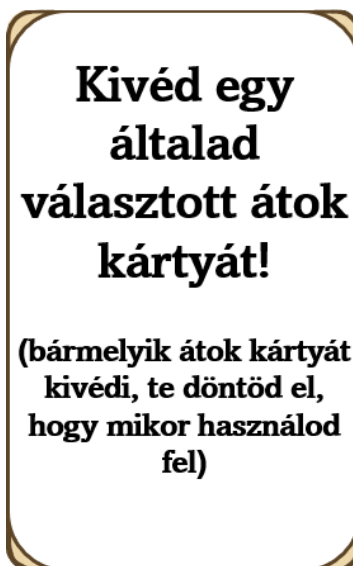 Kivéd egy
általad
választott átok
kártyát!
(bármelyik átok kártyát
kivédi, te döntöd el,
hogy mikor használod
fel)